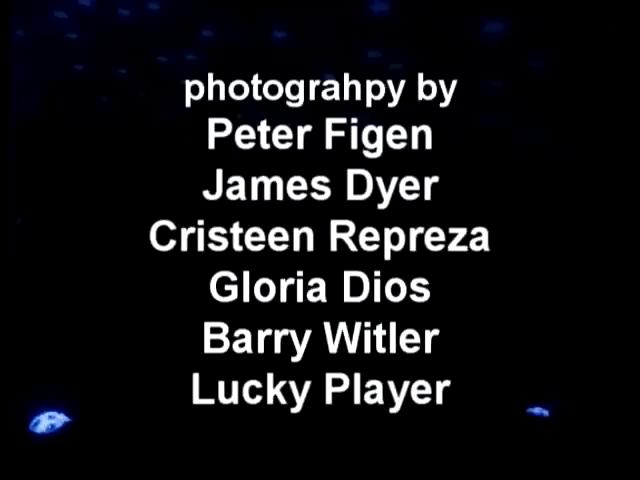 photograhpy by
Peter Figen
James Dyer
Cristeen Repreza
Gloria Dios
Barry Witler
Lucky Player